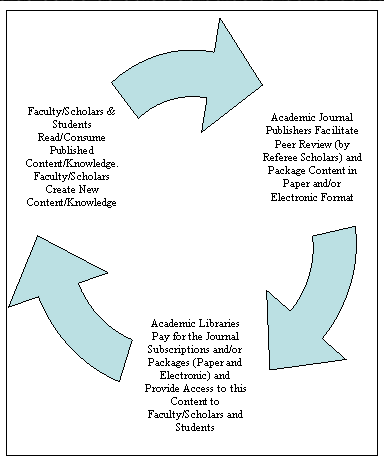 Faculty/Scholars &
Students
Read/Consume
Published
Content/Knowledge.
Faculty/Scholars
Create New
Content/Knowledge
Academic Journal
Publishers Facilitate
Peer Review (by
Referee Scholars) and
Package Content in
Paper and/or
Electronic Format
Academic Libraries
Pay for the Journal
Subscriptions and/or
Packages (Paper and
Electronic) and
Provide Access to this
Content to
Faculty/Scholars and
Students